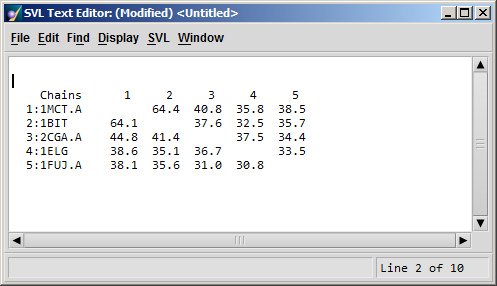 SVL Text Editor: (Modified) <Untitled>
File Edit Find Display SVL Window
Chains 1 2 3 4 5
1:1MCT.A 64.4 40.8 35.8 38.5
2:1BIT 64.1 37.6 32.5 35.7
3:2CGA.A 44.8 41.4 37.5 34.4
4:1ELG 38.6 35.1 36.7 33.5
5:1FUJ.A 38.1 35.6 31.0 30.8
Line 2 of 10